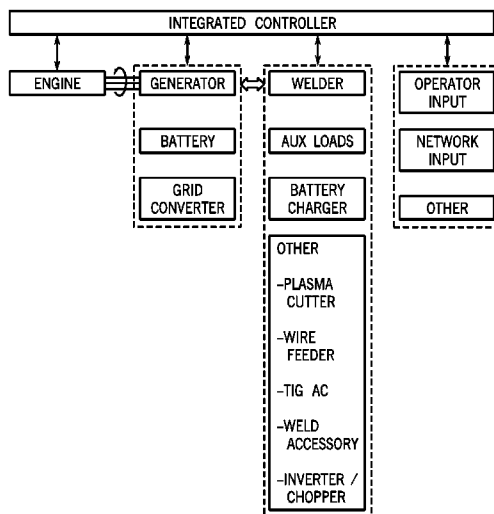 INTEGRATED CONTROLLER
ENGINE
GENERATOR
BATTERY
GRID
CONVERTER
WELDER
AUX LOADS
BATTERY
CHARGER
OTHER
-PLASMA
CUTTER
-WIRE
FEEDER
-TIG AC
-WELD
ACCESSORY
-INVERTER /
CHOPPER
OPERATOR
INPUT
NETWORK
INPUT
OTHER